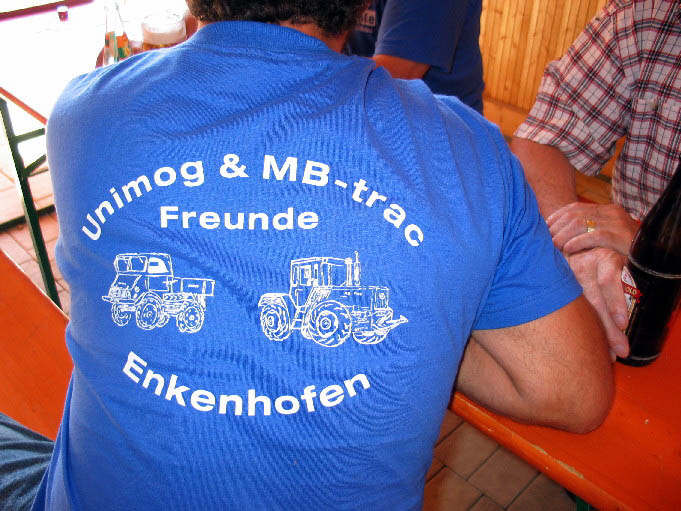 Unimog & MB-trac
Freunde
Enkenhofen